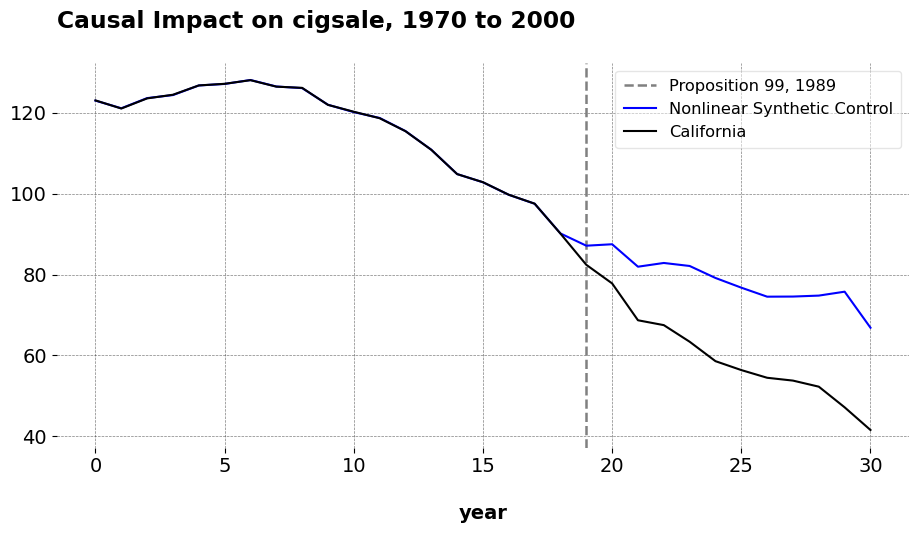 Causal Impact on cigsale, 1970 to 2000
Proposition 99, 1989
Nonlinear Synthetic Control
California
120
100
80
60
40
0 5 10 15 20 25 30
year